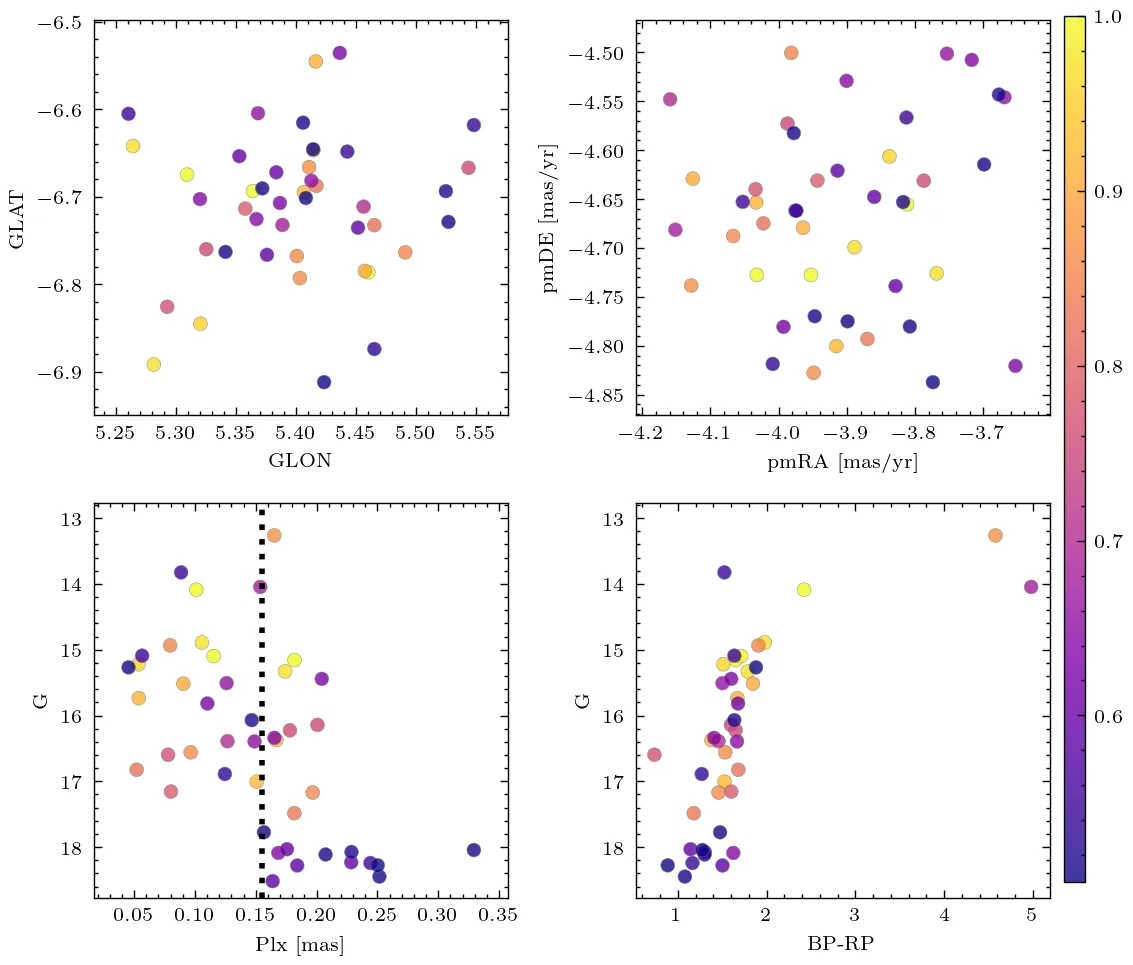 −6.5
−6.6
−6.7
−6.8
−6.9
GLAT
5.25 5.30 5.35 5.40 5.45 5.50 5.55
GLON
−4.50
−4.55
−4.60
−4.65
−4.70
−4.75
−4.80
−4.85
pmDE [mas/yr]
−4.2 −4.1 −4.0 −3.9 −3.8 −3.7
pmRA [mas/yr]
1.0
0.9
0.8
0.7
0.6
13
14
15
16
17
18
G
0.05 0.10 0.15 0.20 0.25 0.30 0.35
Plx [mas]
13
14
15
16
17
18
G
1 2 3 4 5
BP-RP